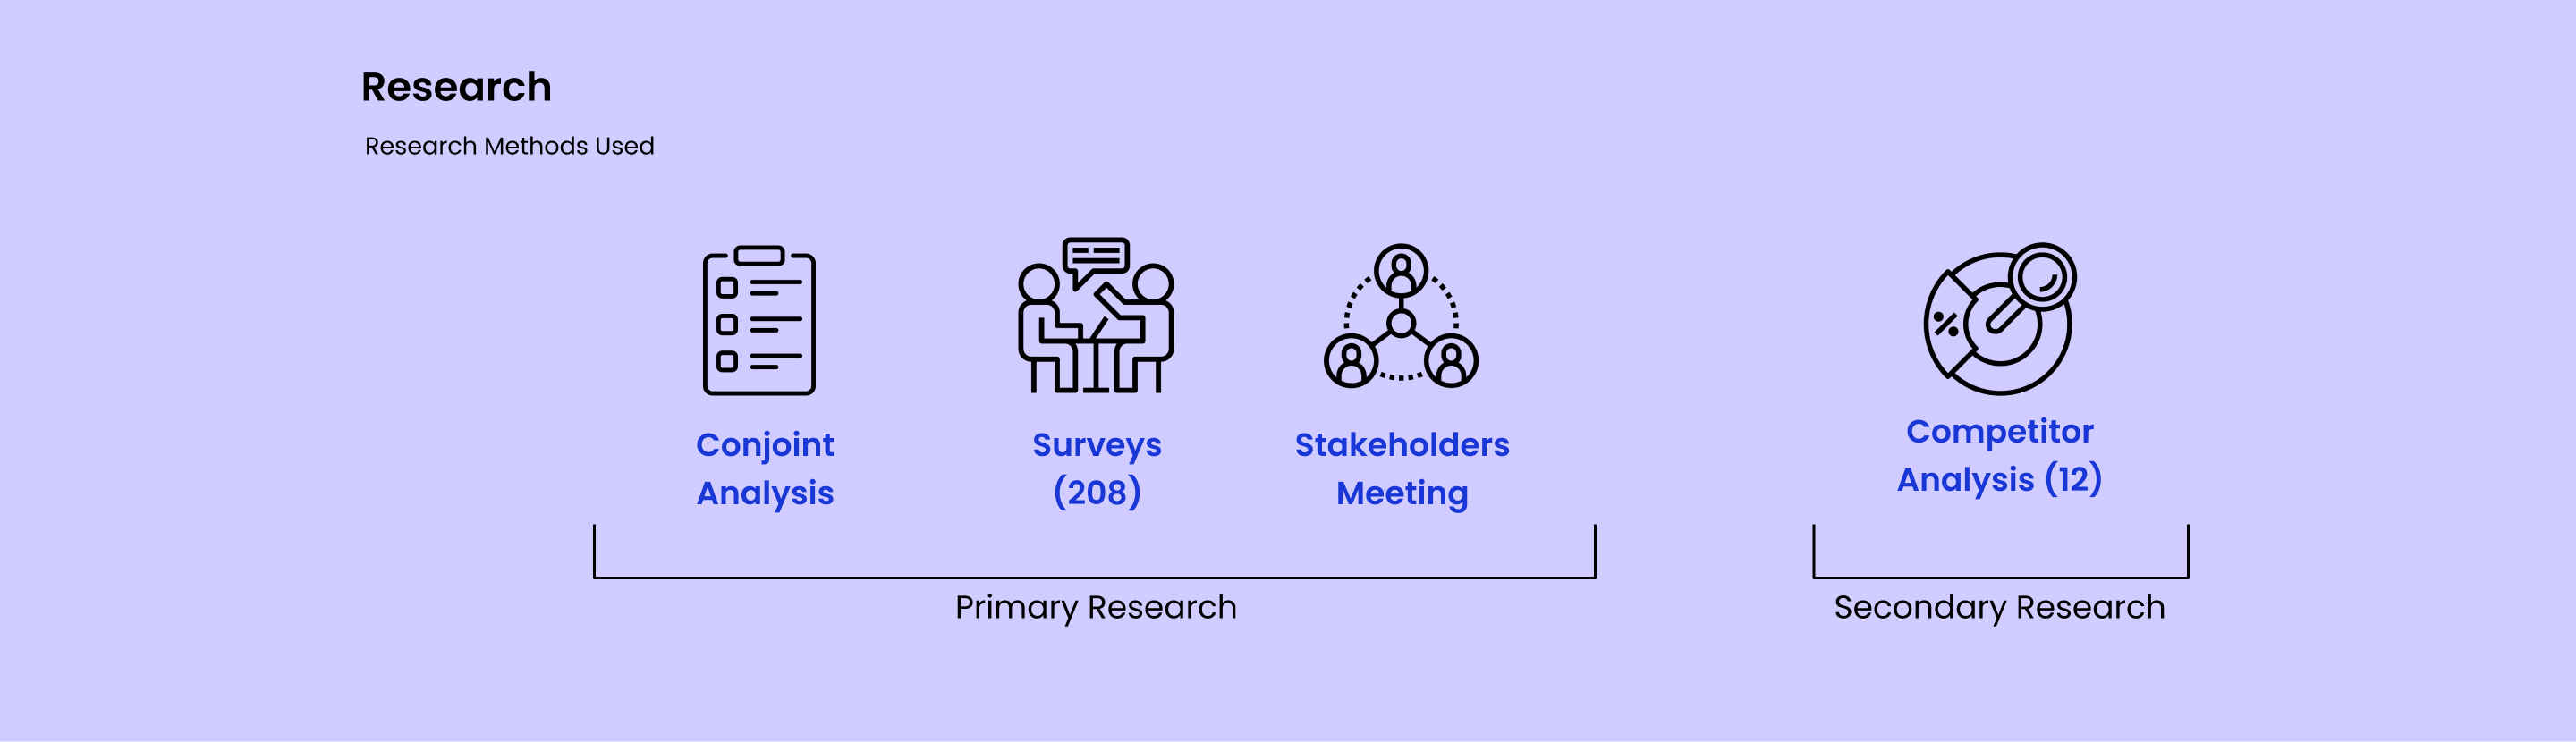 Research
Research Methods Used
Conjoint
Analysis
Surveys
(208)
Stakeholders
Meeting
Competitor
Analysis (12)
%
Primary Research
Secondary Research